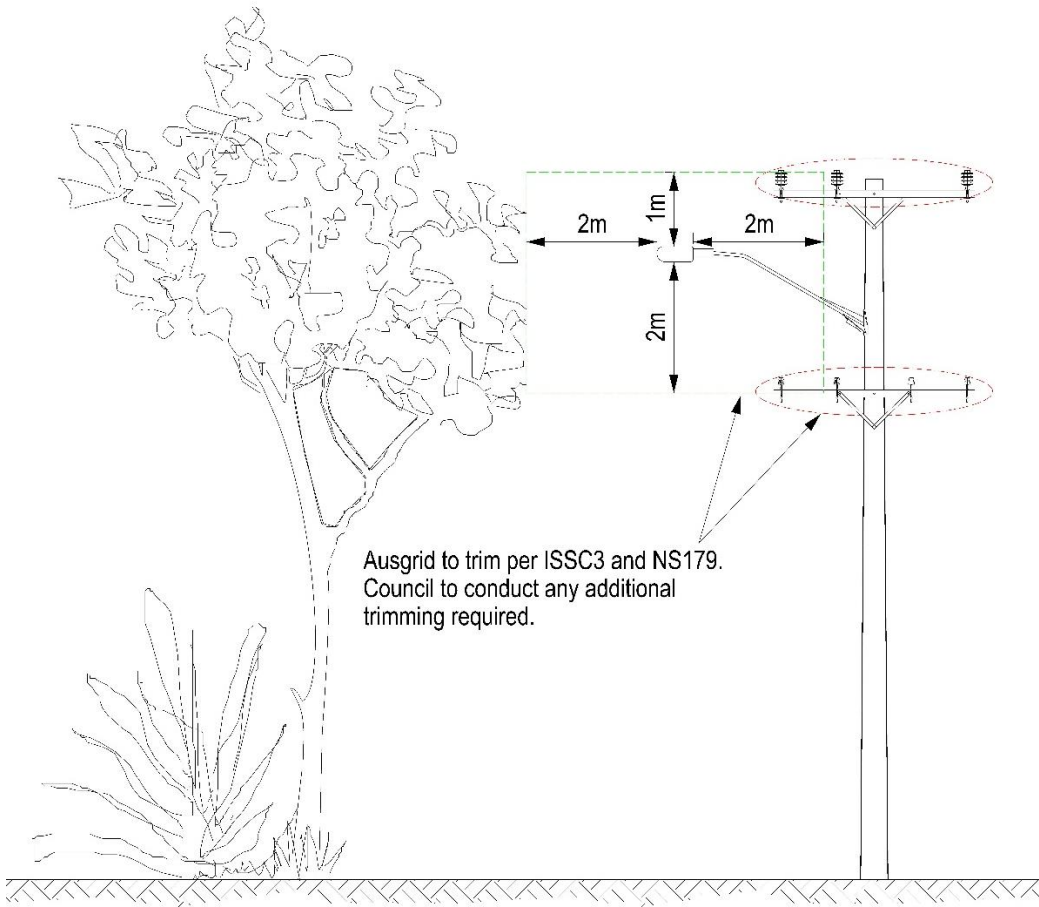 1m
2m
2m
2m
Ausgrid to trim per ISSC3 and NS179.
Council to conduct any additional
trimming required.